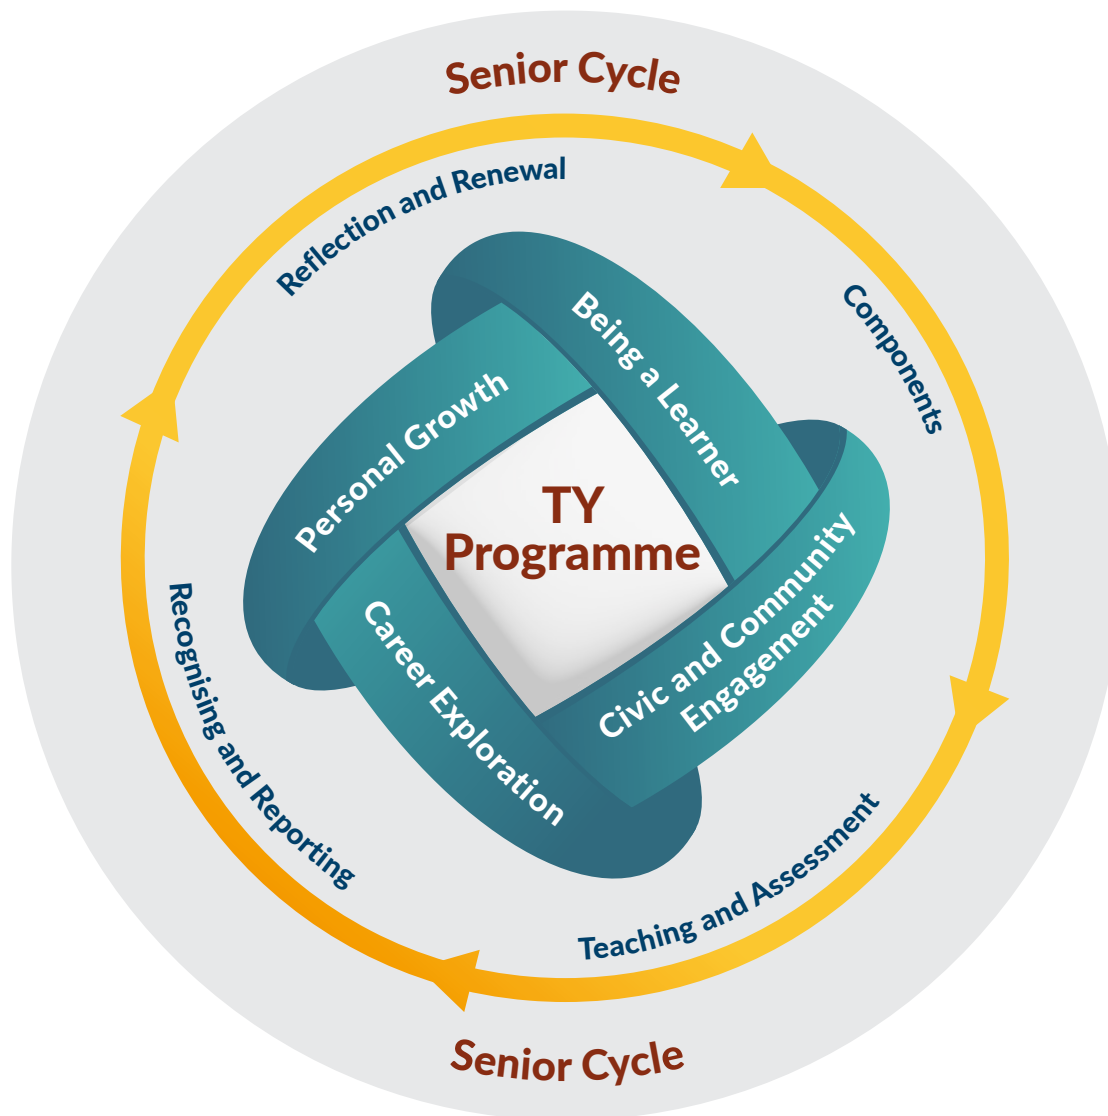 Senior Cycle
Reflection and Renewal
Components
Being a Learner
Personal Growth
TY
Programme
Civic and Community
Engagement
Career Exploration
Recognising and Reporting
Teaching and Assessment
Senior Cycle